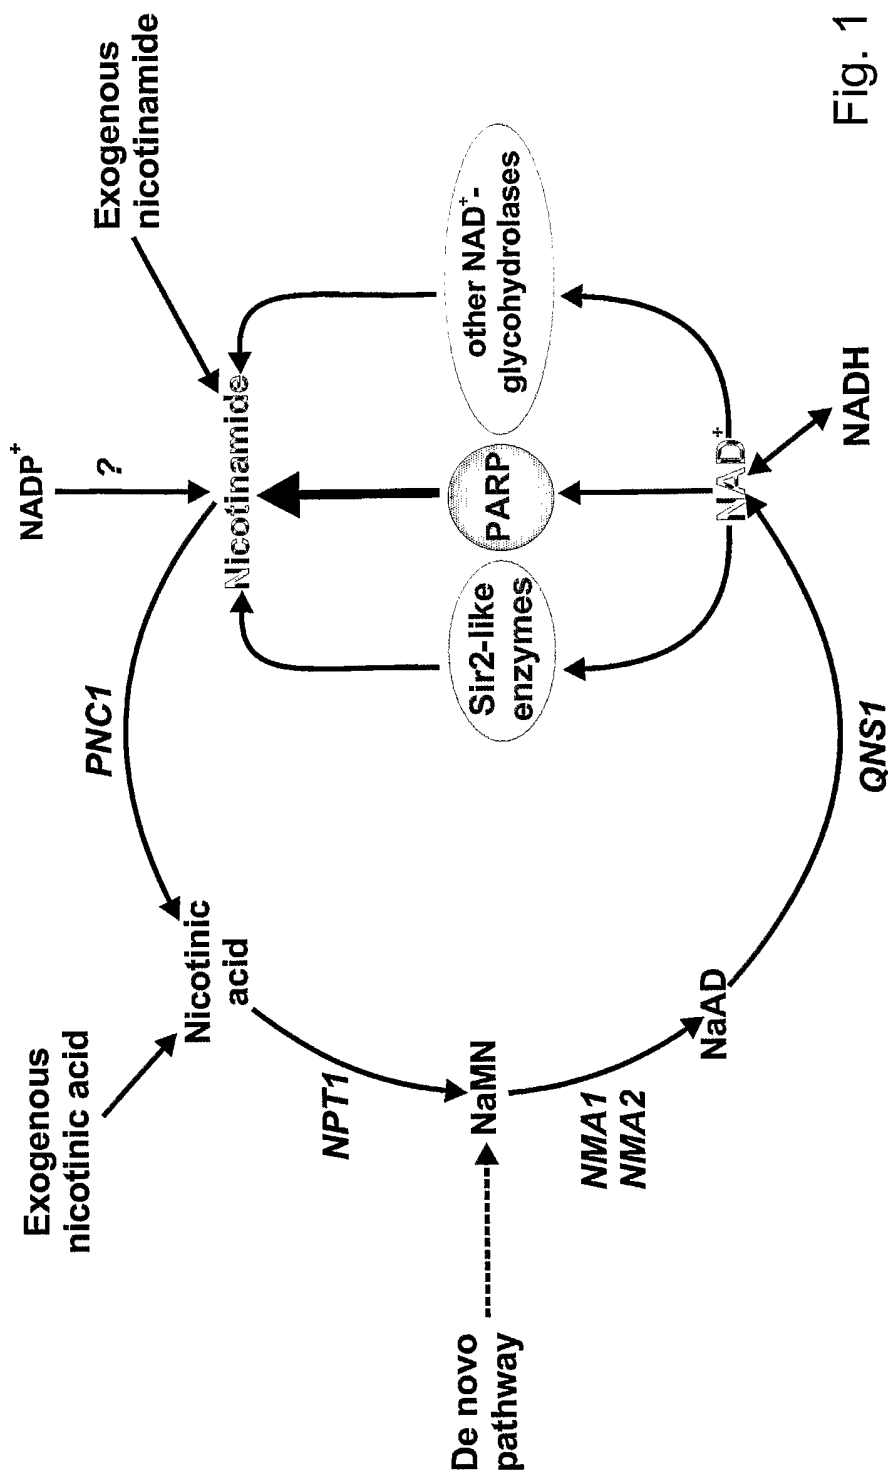 NADP+
?
Exogenous
nicotinamide
Exogenous
nicotinic acid
PNC1
Nicotinamide
Nicotinic
acid
NPT1
Sir2-like
enzymes
PARP
other NAD+-
glycohydrolases
De novo
pathway
NaMN
NMA1
NMA2
NaAD
NAD+
NADH
QNS1
Fig. 1